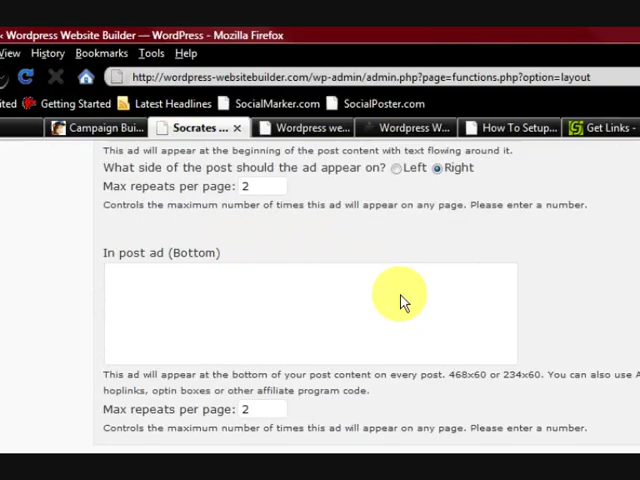 ‹ Wordpress Website Builder — WordPress - Mozilla Firefox
View History Bookmarks Tools Help
http://wordpress-websitebuilder.com/wp-admin/admin.php?page=functions.php?option=layout
ited Getting Started Latest Headlines SocialMarker.com SocialPoster.com
Campaign Bui... Socrates ... × Wordpress we... Wordpress W... How To Setup... Get Links -
This ad will appear at the beginning of the post content with text flowing around it.
What side of the post should the ad appear on? Left Right
Max repeats per page: 2
Controls the maximum number of times this ad will appear on any page. Please enter a number.
In post ad (Bottom)
This ad will appear at the bottom of your post content on every post. 468x60 or 234x60. You can also use A
hoplinks, optin boxes or other affiliate program code.
Max repeats per page: 2
Controls the maximum number of times this ad will appear on any page. Please enter a number.